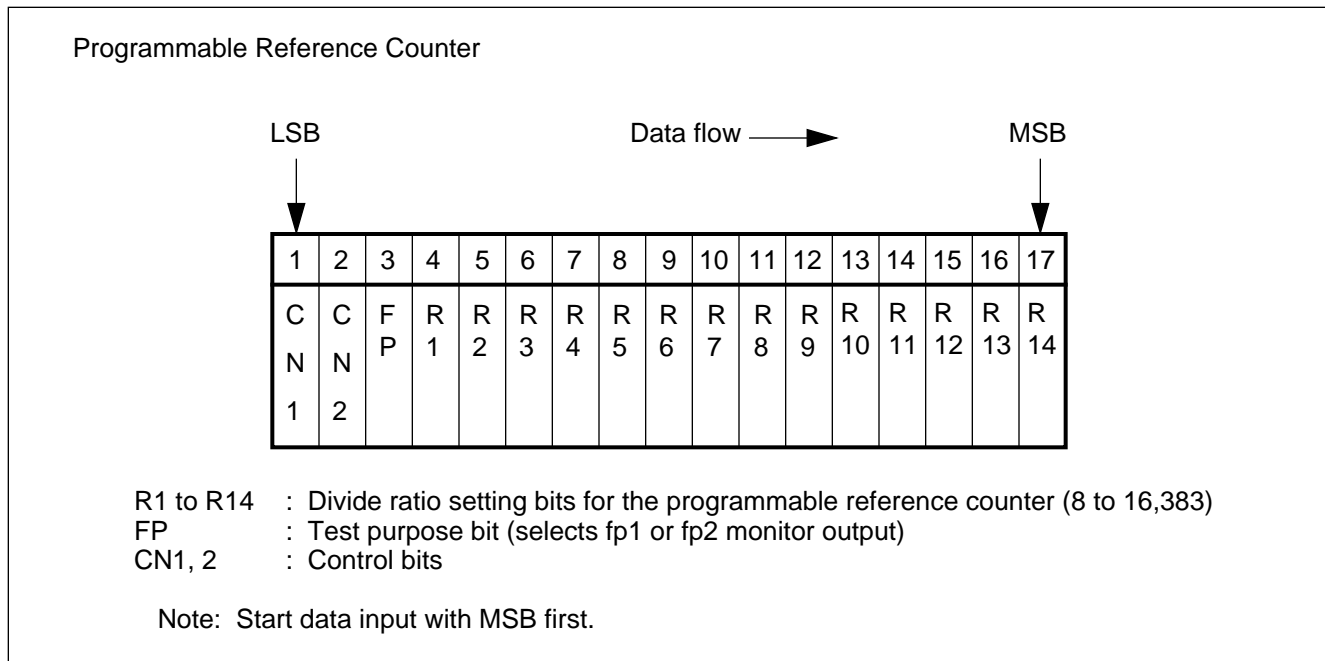 Programmable Reference Counter
LSB Data flow MSB
1 2 3 4 5 6 7 8 9 10 11 12 13 14 15 16 17
C C F R R R R R R R R R R R R R R
P 1 2 3 4 5 6 7 8 9 10 11 12 13 14
N N
1 2
R1 to R14 : Divide ratio setting bits for the programmable reference counter (8 to 16,383)
FP : Test purpose bit (selects fp1 or fp2 monitor output)
CN1, 2 : Control bits
Note: Start data input with MSB first.